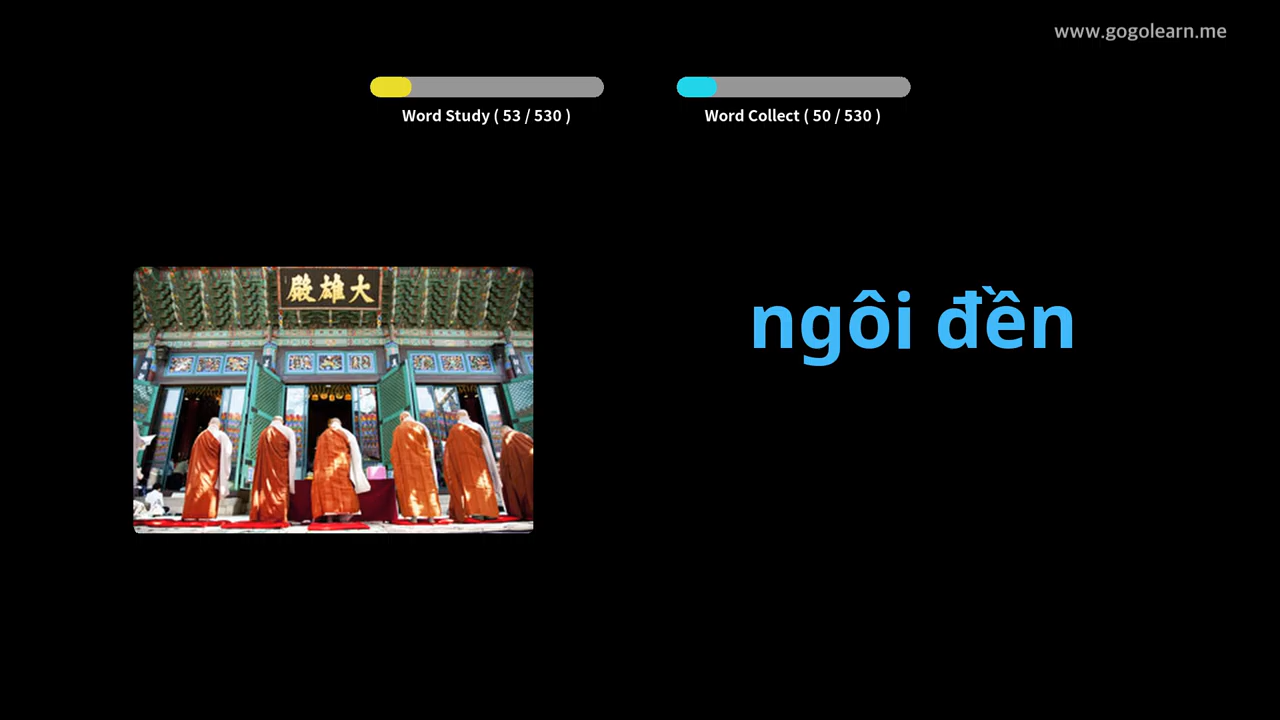 www.gogolearn.me
Word Study ( 53 / 530 )
Word Collect ( 50 / 530 )
大雄殿
ngôi đền